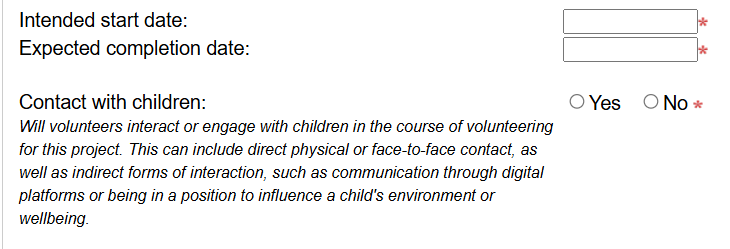 Intended start date: *
Expected completion date: *
Contact with children: Yes No *
Will volunteers interact or engage with children in the course of volunteering
for this project. This can include direct physical or face-to-face contact, as
well as indirect forms of interaction, such as communication through digital
platforms or being in a position to influence a child's environment or
wellbeing.